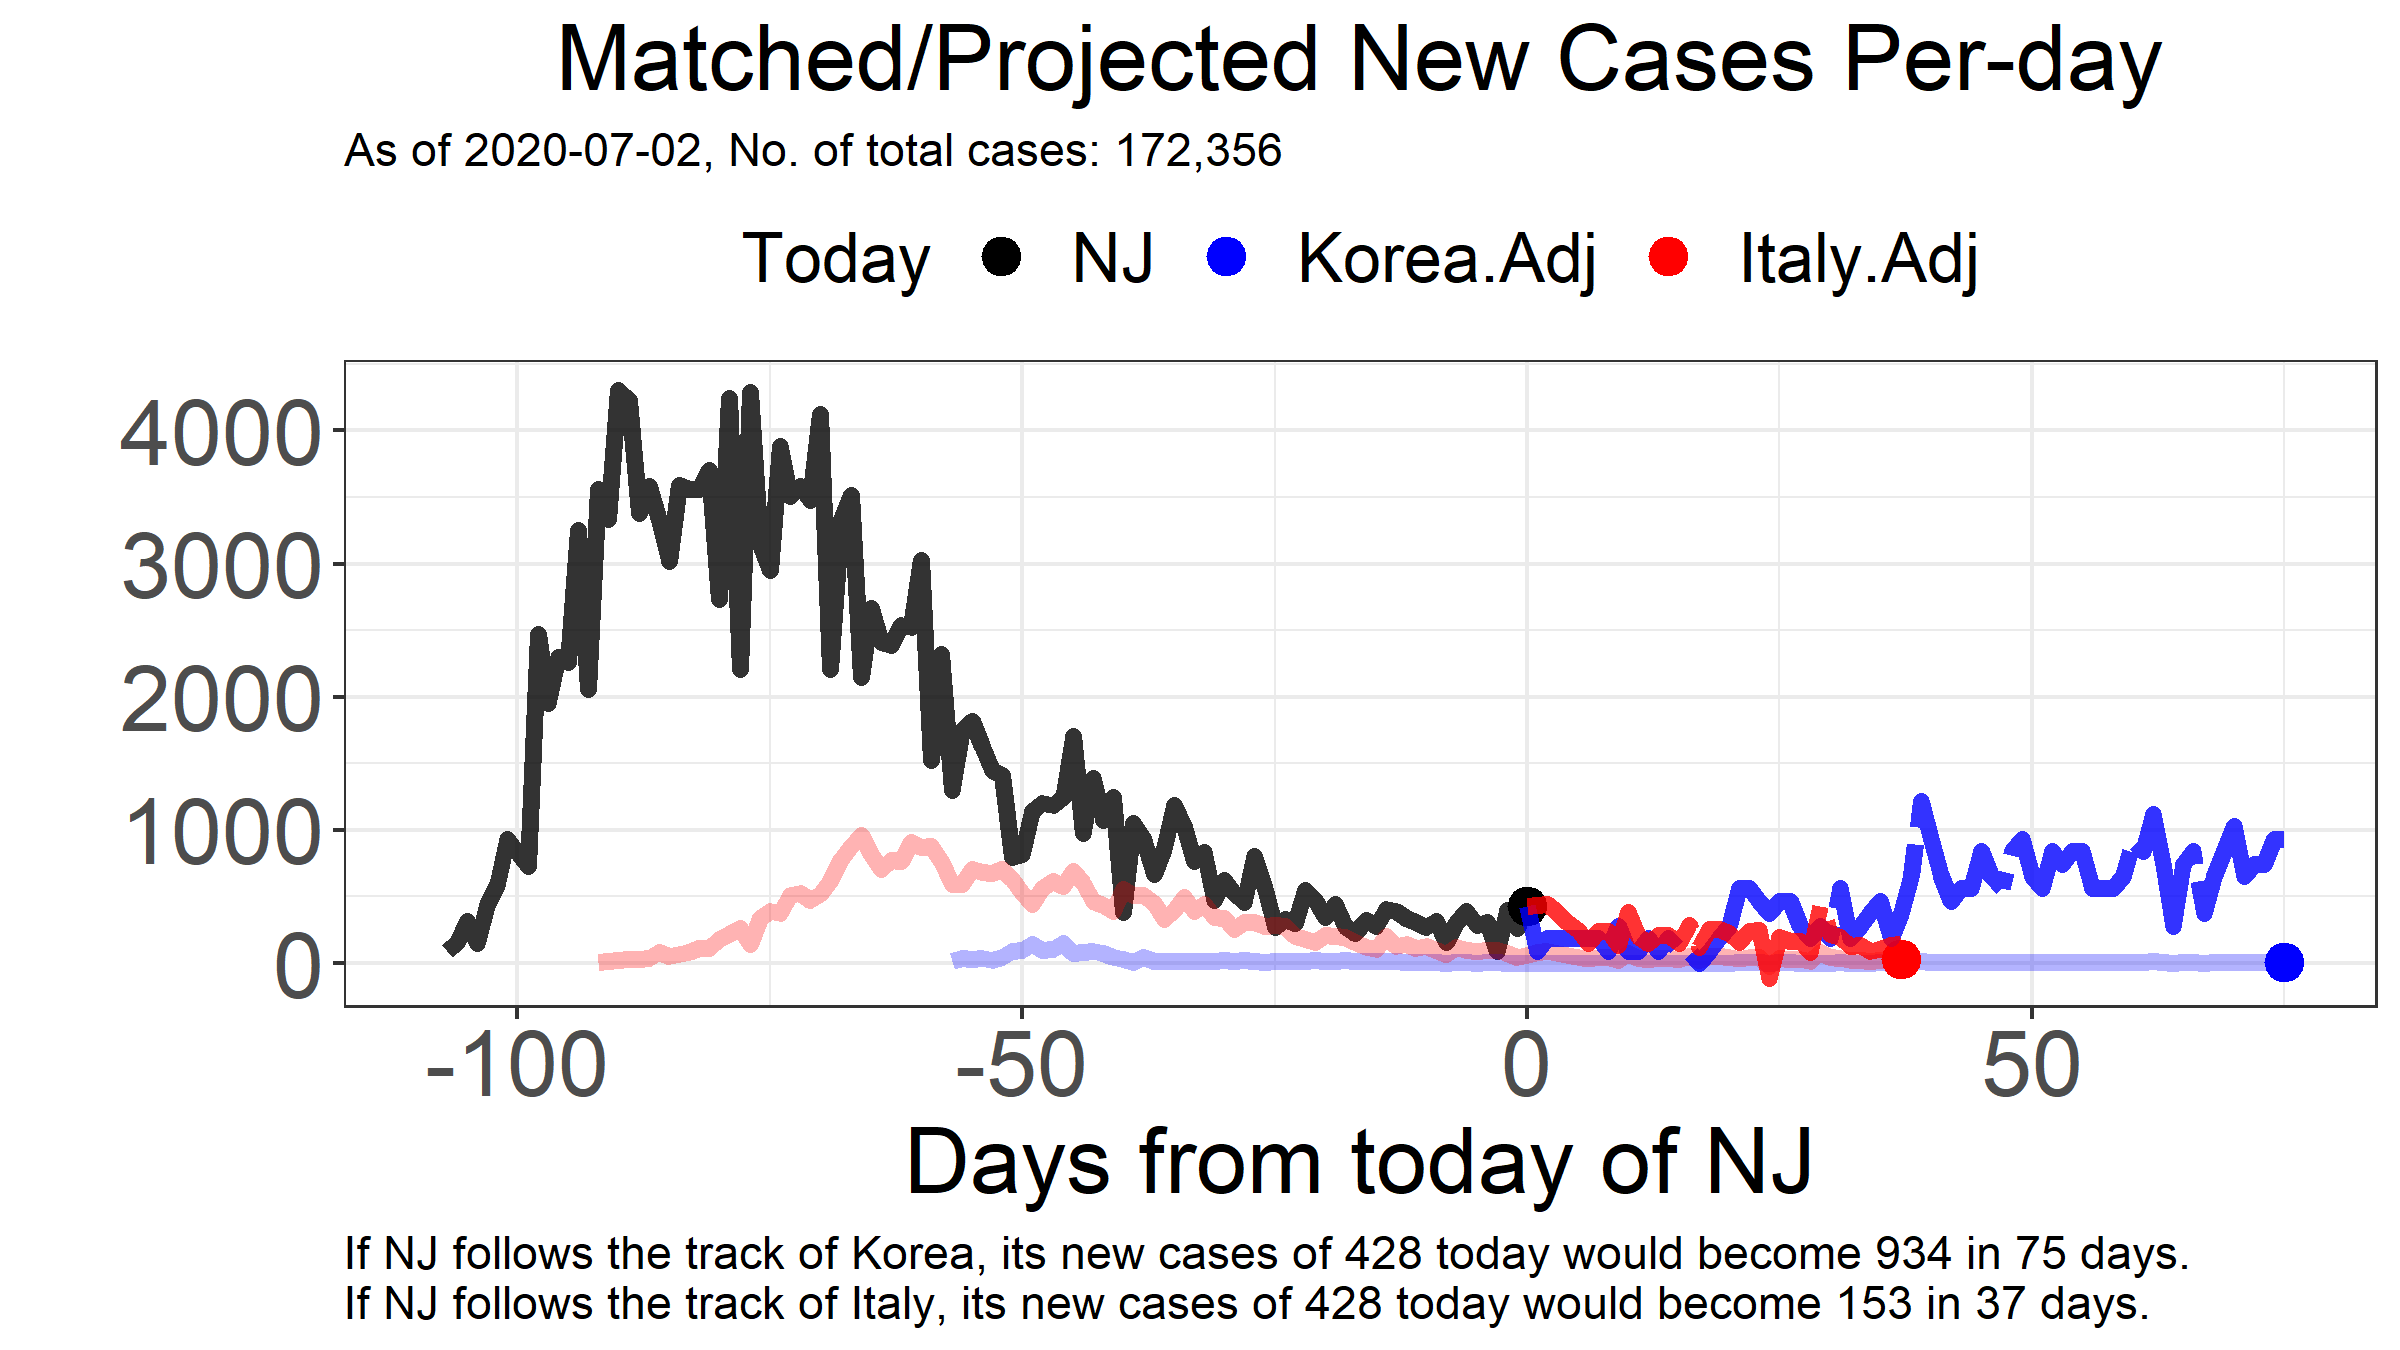 Matched/Projected New Cases Per-day
As of 2020-07-02, No. of total cases: 172,356
Today NJ Korea.Adj Italy.Adj
4000
3000
2000
1000
0
-100 -50 0 50
Days from today of NJ
If NJ follows the track of Korea, its new cases of 428 today would become 934 in 75 days.
If NJ follows the track of Italy, its new cases of 428 today would become 153 in 37 days.